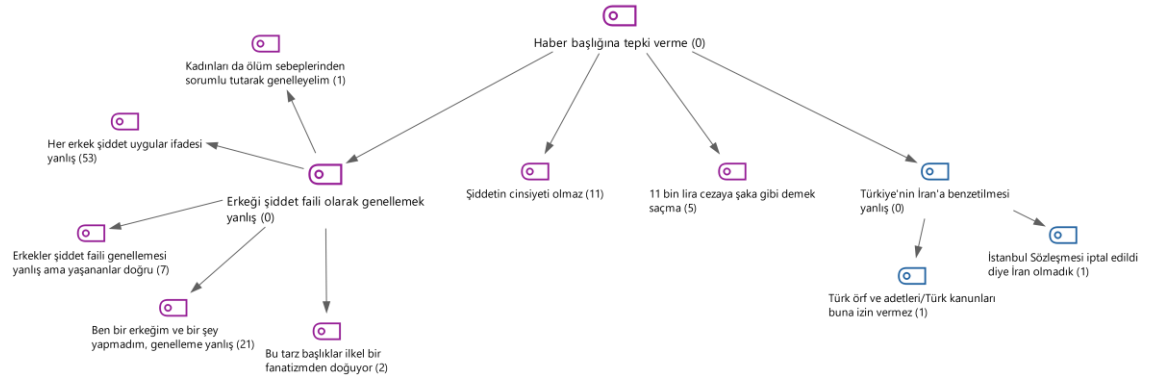 Haber başlığına tepki verme (0)
Kadınları da ölüm sebeplerinden
sorumlu tutarak genelleyelim (1)
Her erkek şiddet uygular ifadesi
yanlış (53)
Erkeği şiddet faili olarak genellemek
yanlış (0)
Şiddetin cinsiyeti olmaz (11)
11 bin lira cezaya şaka gibi demek
saçma (5)
Türkiye'nin İran'a benzetilmesi
yanlış (0)
Erkekler şiddet faili genellemesi
yanlış ama yaşananlar doğru (7)
İstanbul Sözleşmesi iptal edildi
diye İran olmadık (1)
Türk örf ve adetleri/Türk kanunları
buna izin vermez (1)
Ben bir erkeğim ve bir şey
yapmadım, genelleme yanlış (21)
Bu tarz başlıklar ilkel bir
fanatizmden doğuyor (2)